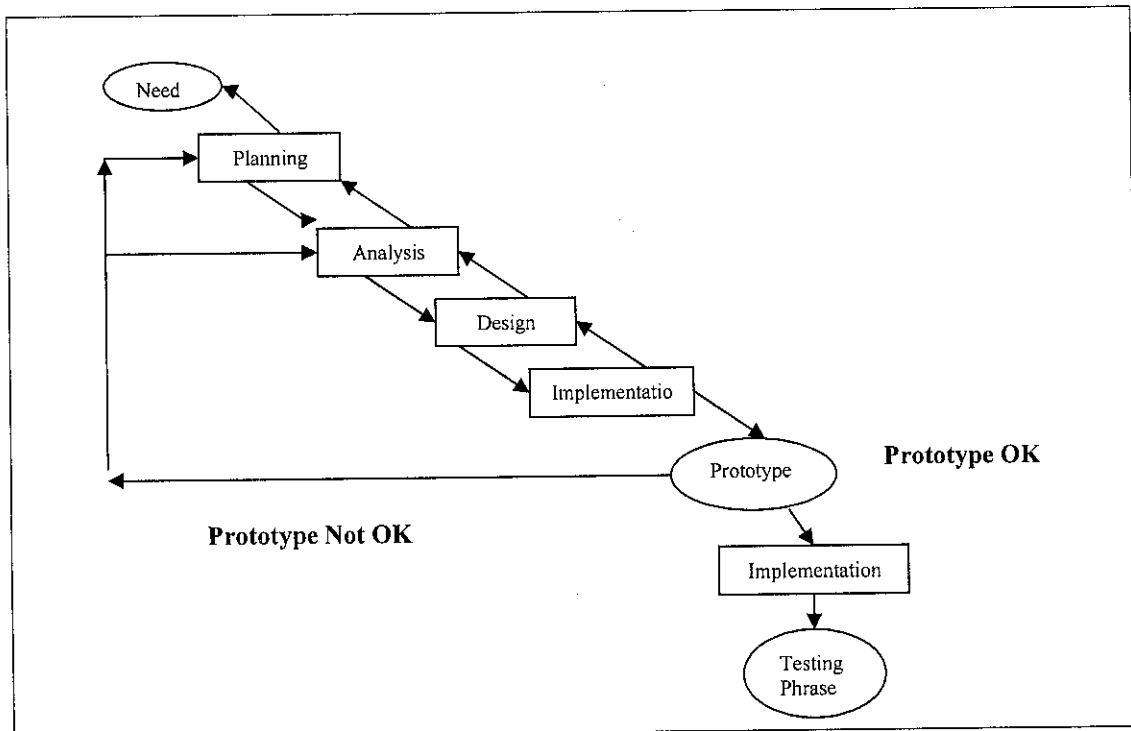 Need
Planning
Analysis
Design
Implementatio
Prototype
Prototype OK
Prototype Not OK
Implementation
Testing
Phrase